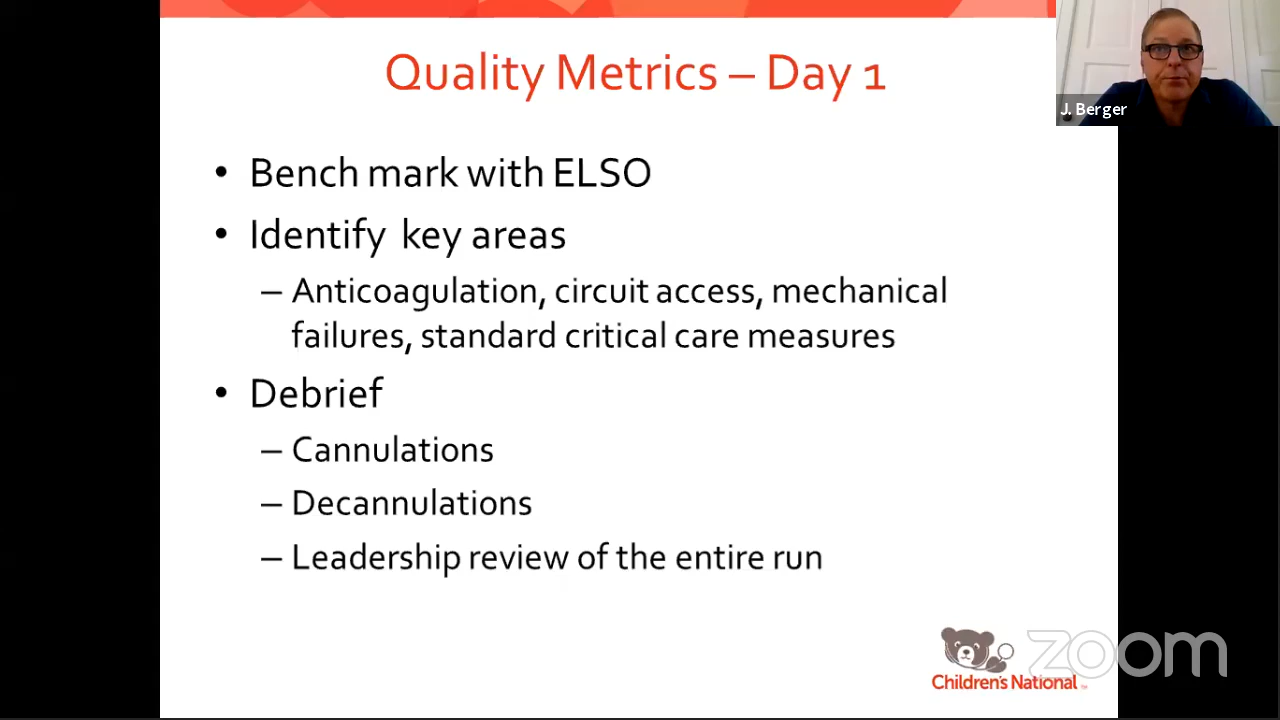 Quality Metrics – Day 1
J. Berger
• Bench mark with ELSO
• Identify key areas
– Anticoagulation, circuit access, mechanical
failures, standard critical care measures
• Debrief
– Cannulations
– Decannulations
– Leadership review of the entire run
Children's National
zoom